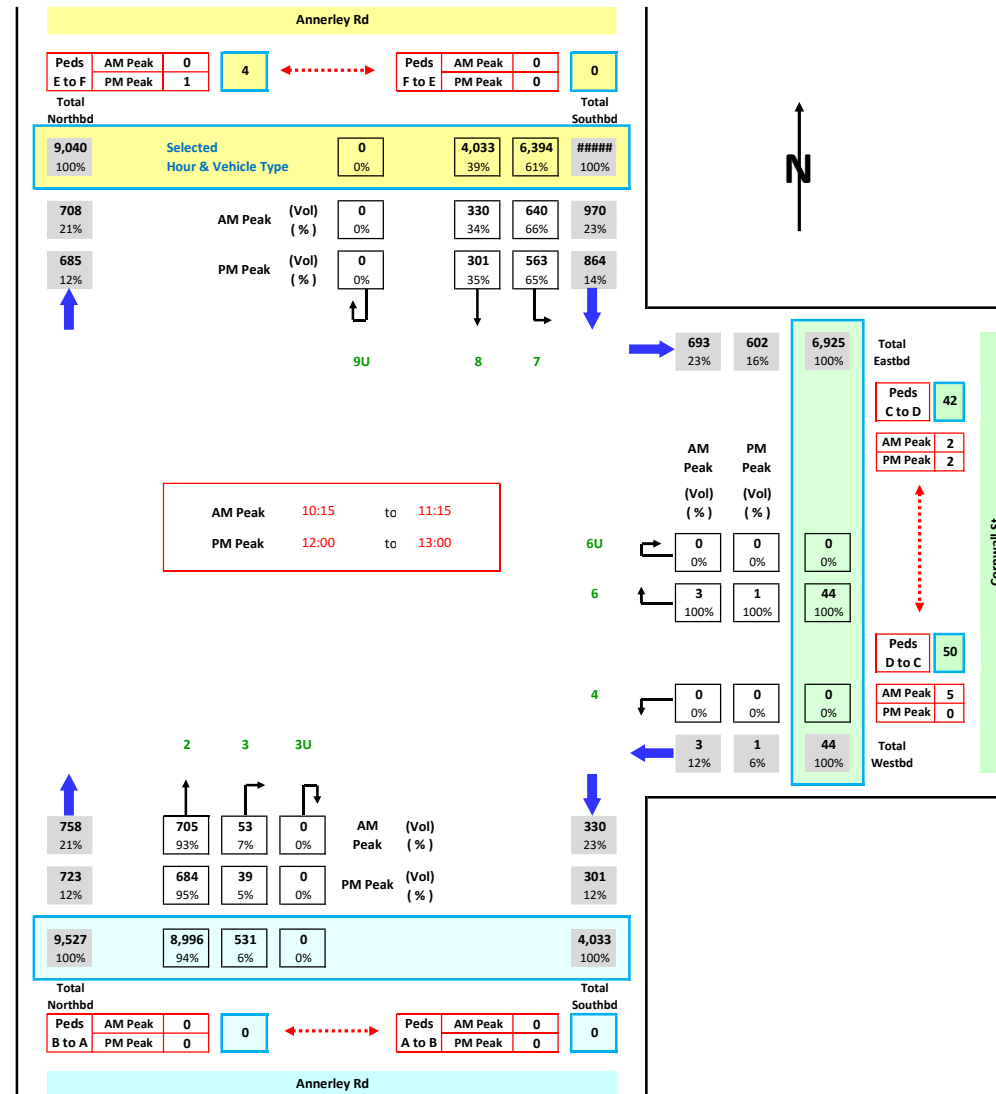 Annerley Rd
Peds AM Peak 0 4 Peds AM Peak 0 0
E to F PM Peak 1 F to E PM Peak 0
Total Total
Northbd Southbd
9,040 Selected 0 4,033 6,394 #####
100% Hour & Vehicle Type 0% 39% 61% 100%
708 AM Peak (Vol) 0 330 640 970
21% ( % ) 0% 34% 66% 23%
685 PM Peak (Vol) 0 301 563 864
12% ( % ) 0% 35% 65% 14%
N
9U 8 7
693 602 6,925 Total
23% 16% 100% Eastbd
Peds 42
C to D
AM Peak 2
PM Peak 2
AM PM
Peak Peak
(Vol) (Vol)
( % ) ( % )
AM Peak 10:15 to 11:15
PM Peak 12:00 to 13:00
6U 0 0 0
0% 0% 0%
6 3 1 44
100% 100% 100%
Cornwall St
Peds 50
D to C
4 0 0 0
0% 0% 0%
AM Peak 5
PM Peak 0
3 1 44 Total
12% 6% 100% Westbd
2 3 3U
758 705 53 0 AM (Vol) 330
21% 93% 7% 0% Peak ( % ) 23%
723 684 39 0 PM Peak (Vol) 301
12% 95% 5% 0% ( % ) 12%
9,527 8,996 531 0 4,033
100% 94% 6% 0% 100%
Total Total
Northbd Southbd
Peds AM Peak 0 0 Peds AM Peak 0 0
B to A PM Peak 0 A to B PM Peak 0
Annerley Rd